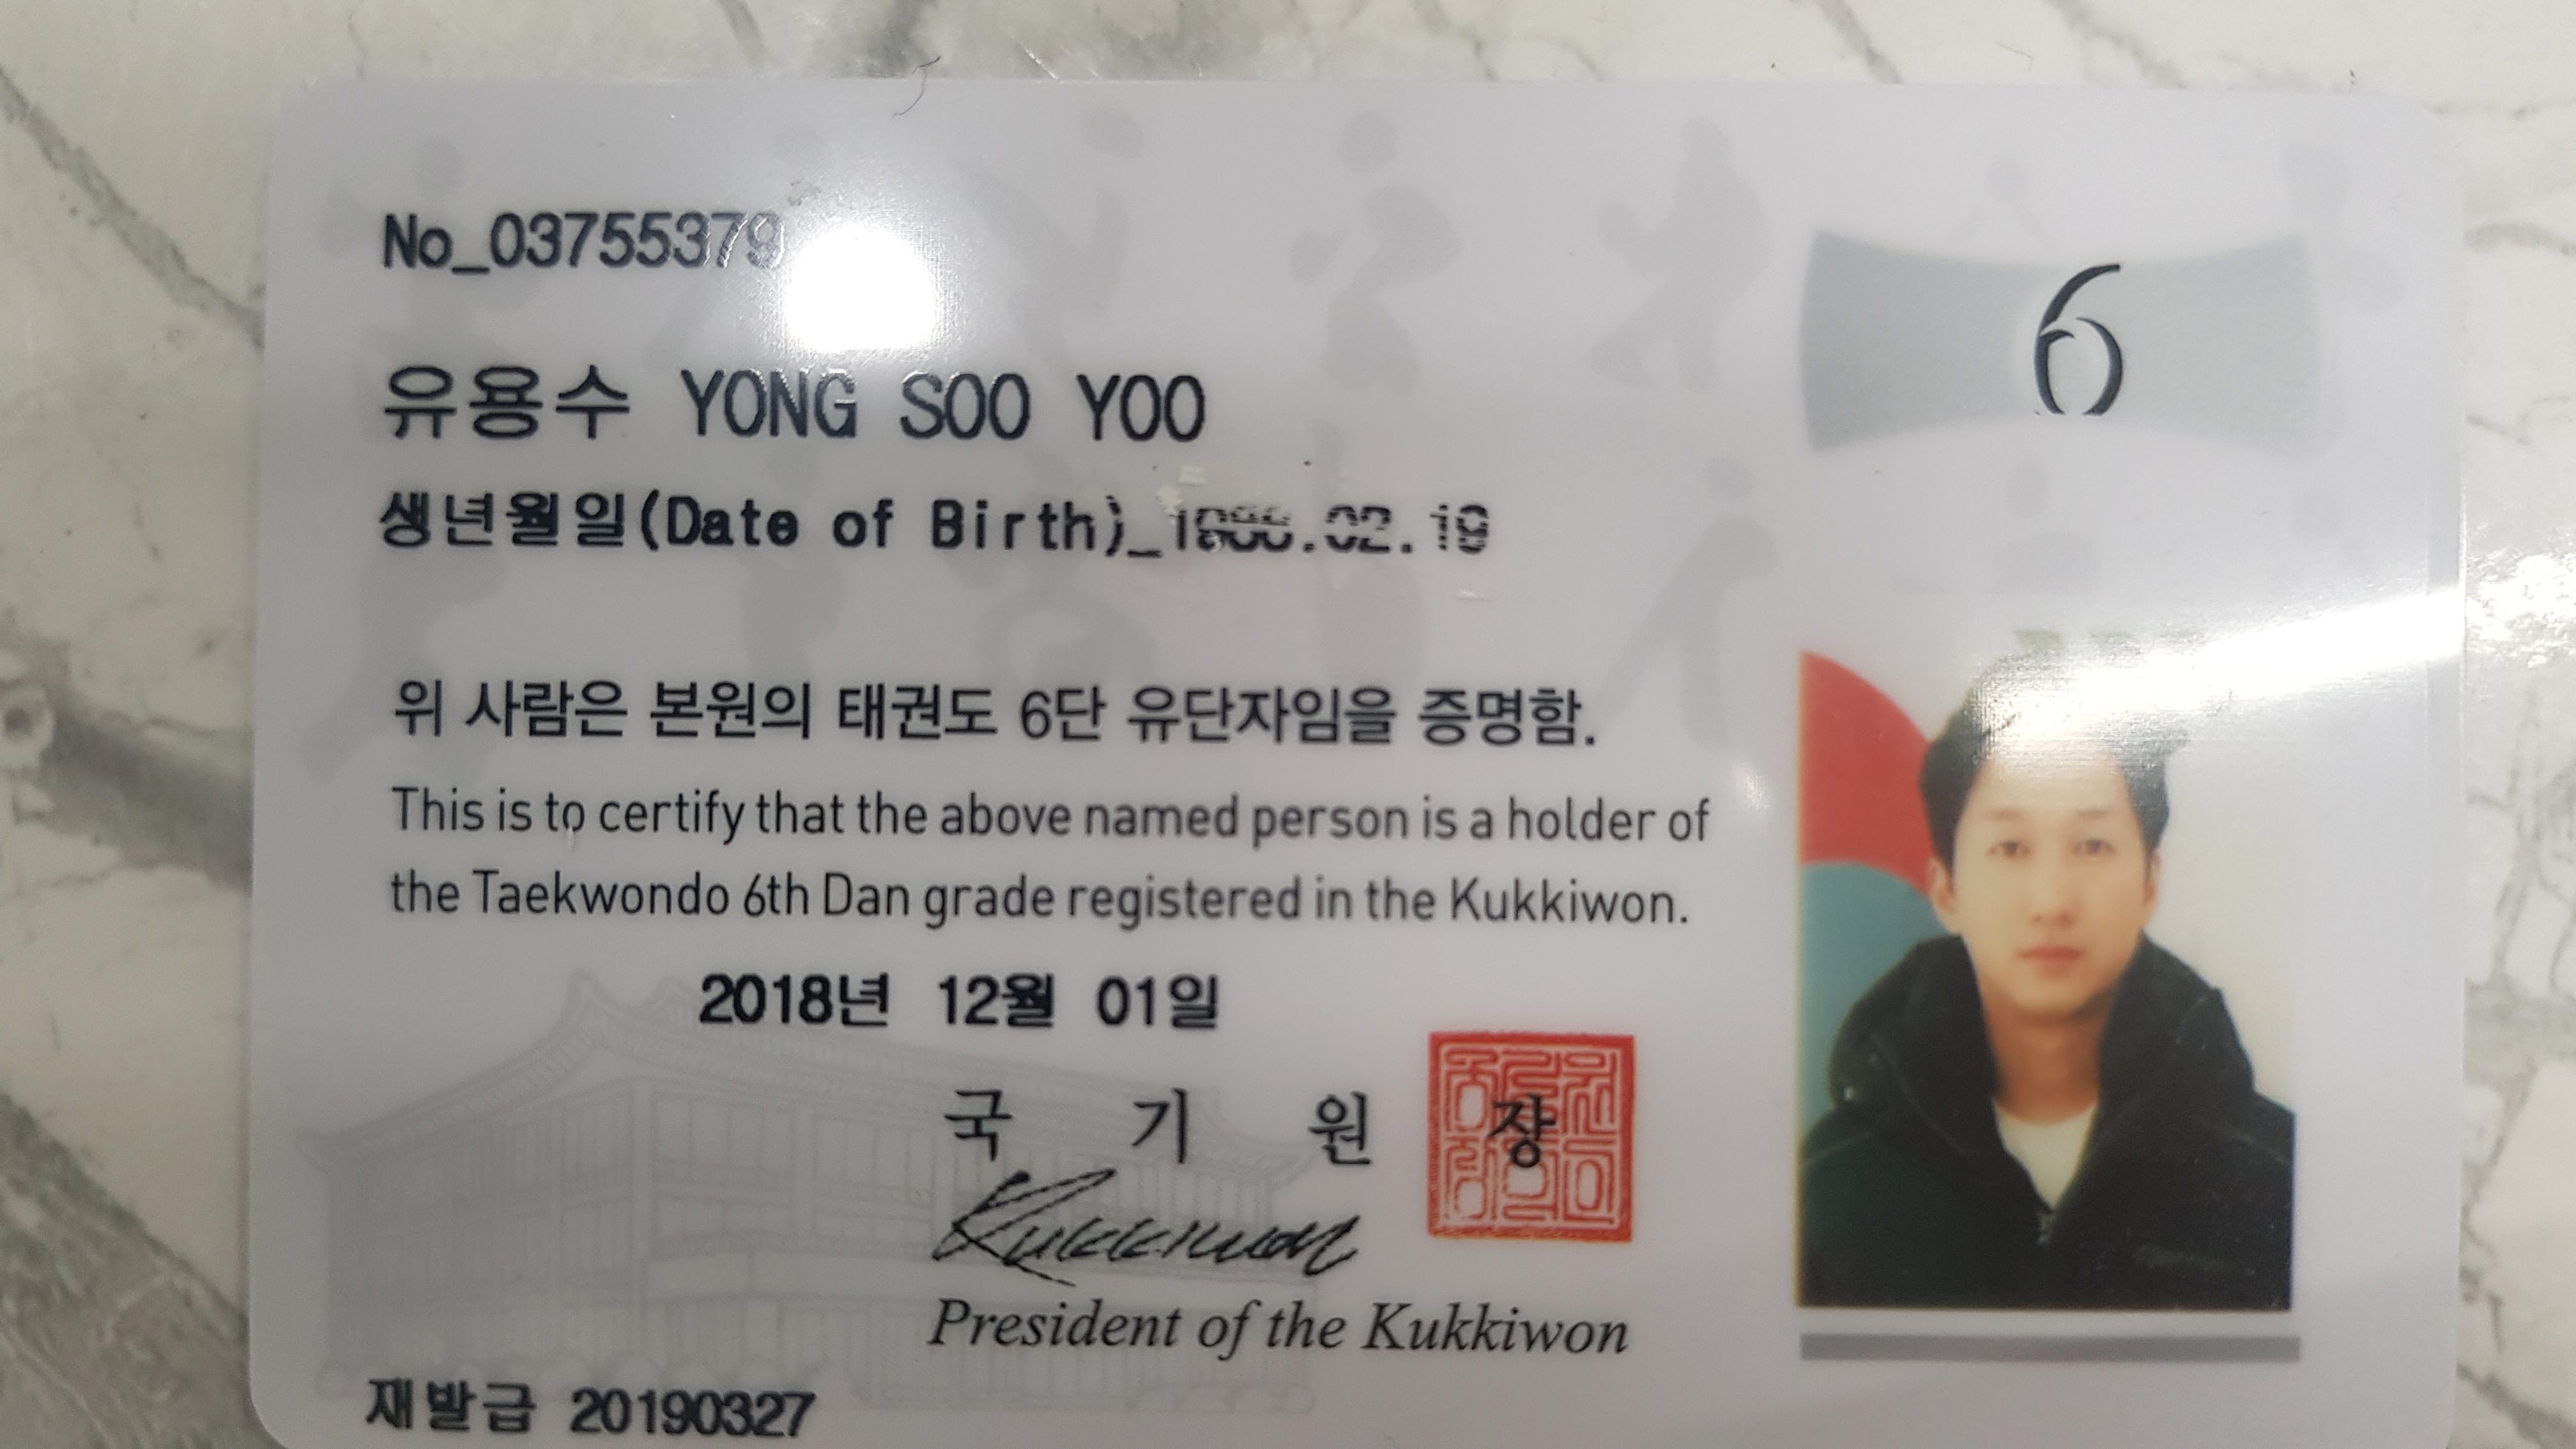 No_03755379
6
유용수 YONG SOO YOO
생년월일(Date of Birth)_
위 사람은 본원의 태권도 6단 유단자임을 증명함.
This is to certify that the above named person is a holder of
the Taekwondo 6th Dan grade registered in the Kukkiwon.
2018년 12월 01일
국 기 원 장
Kukkiwon
President of the Kukkiwon
재발급 20190327